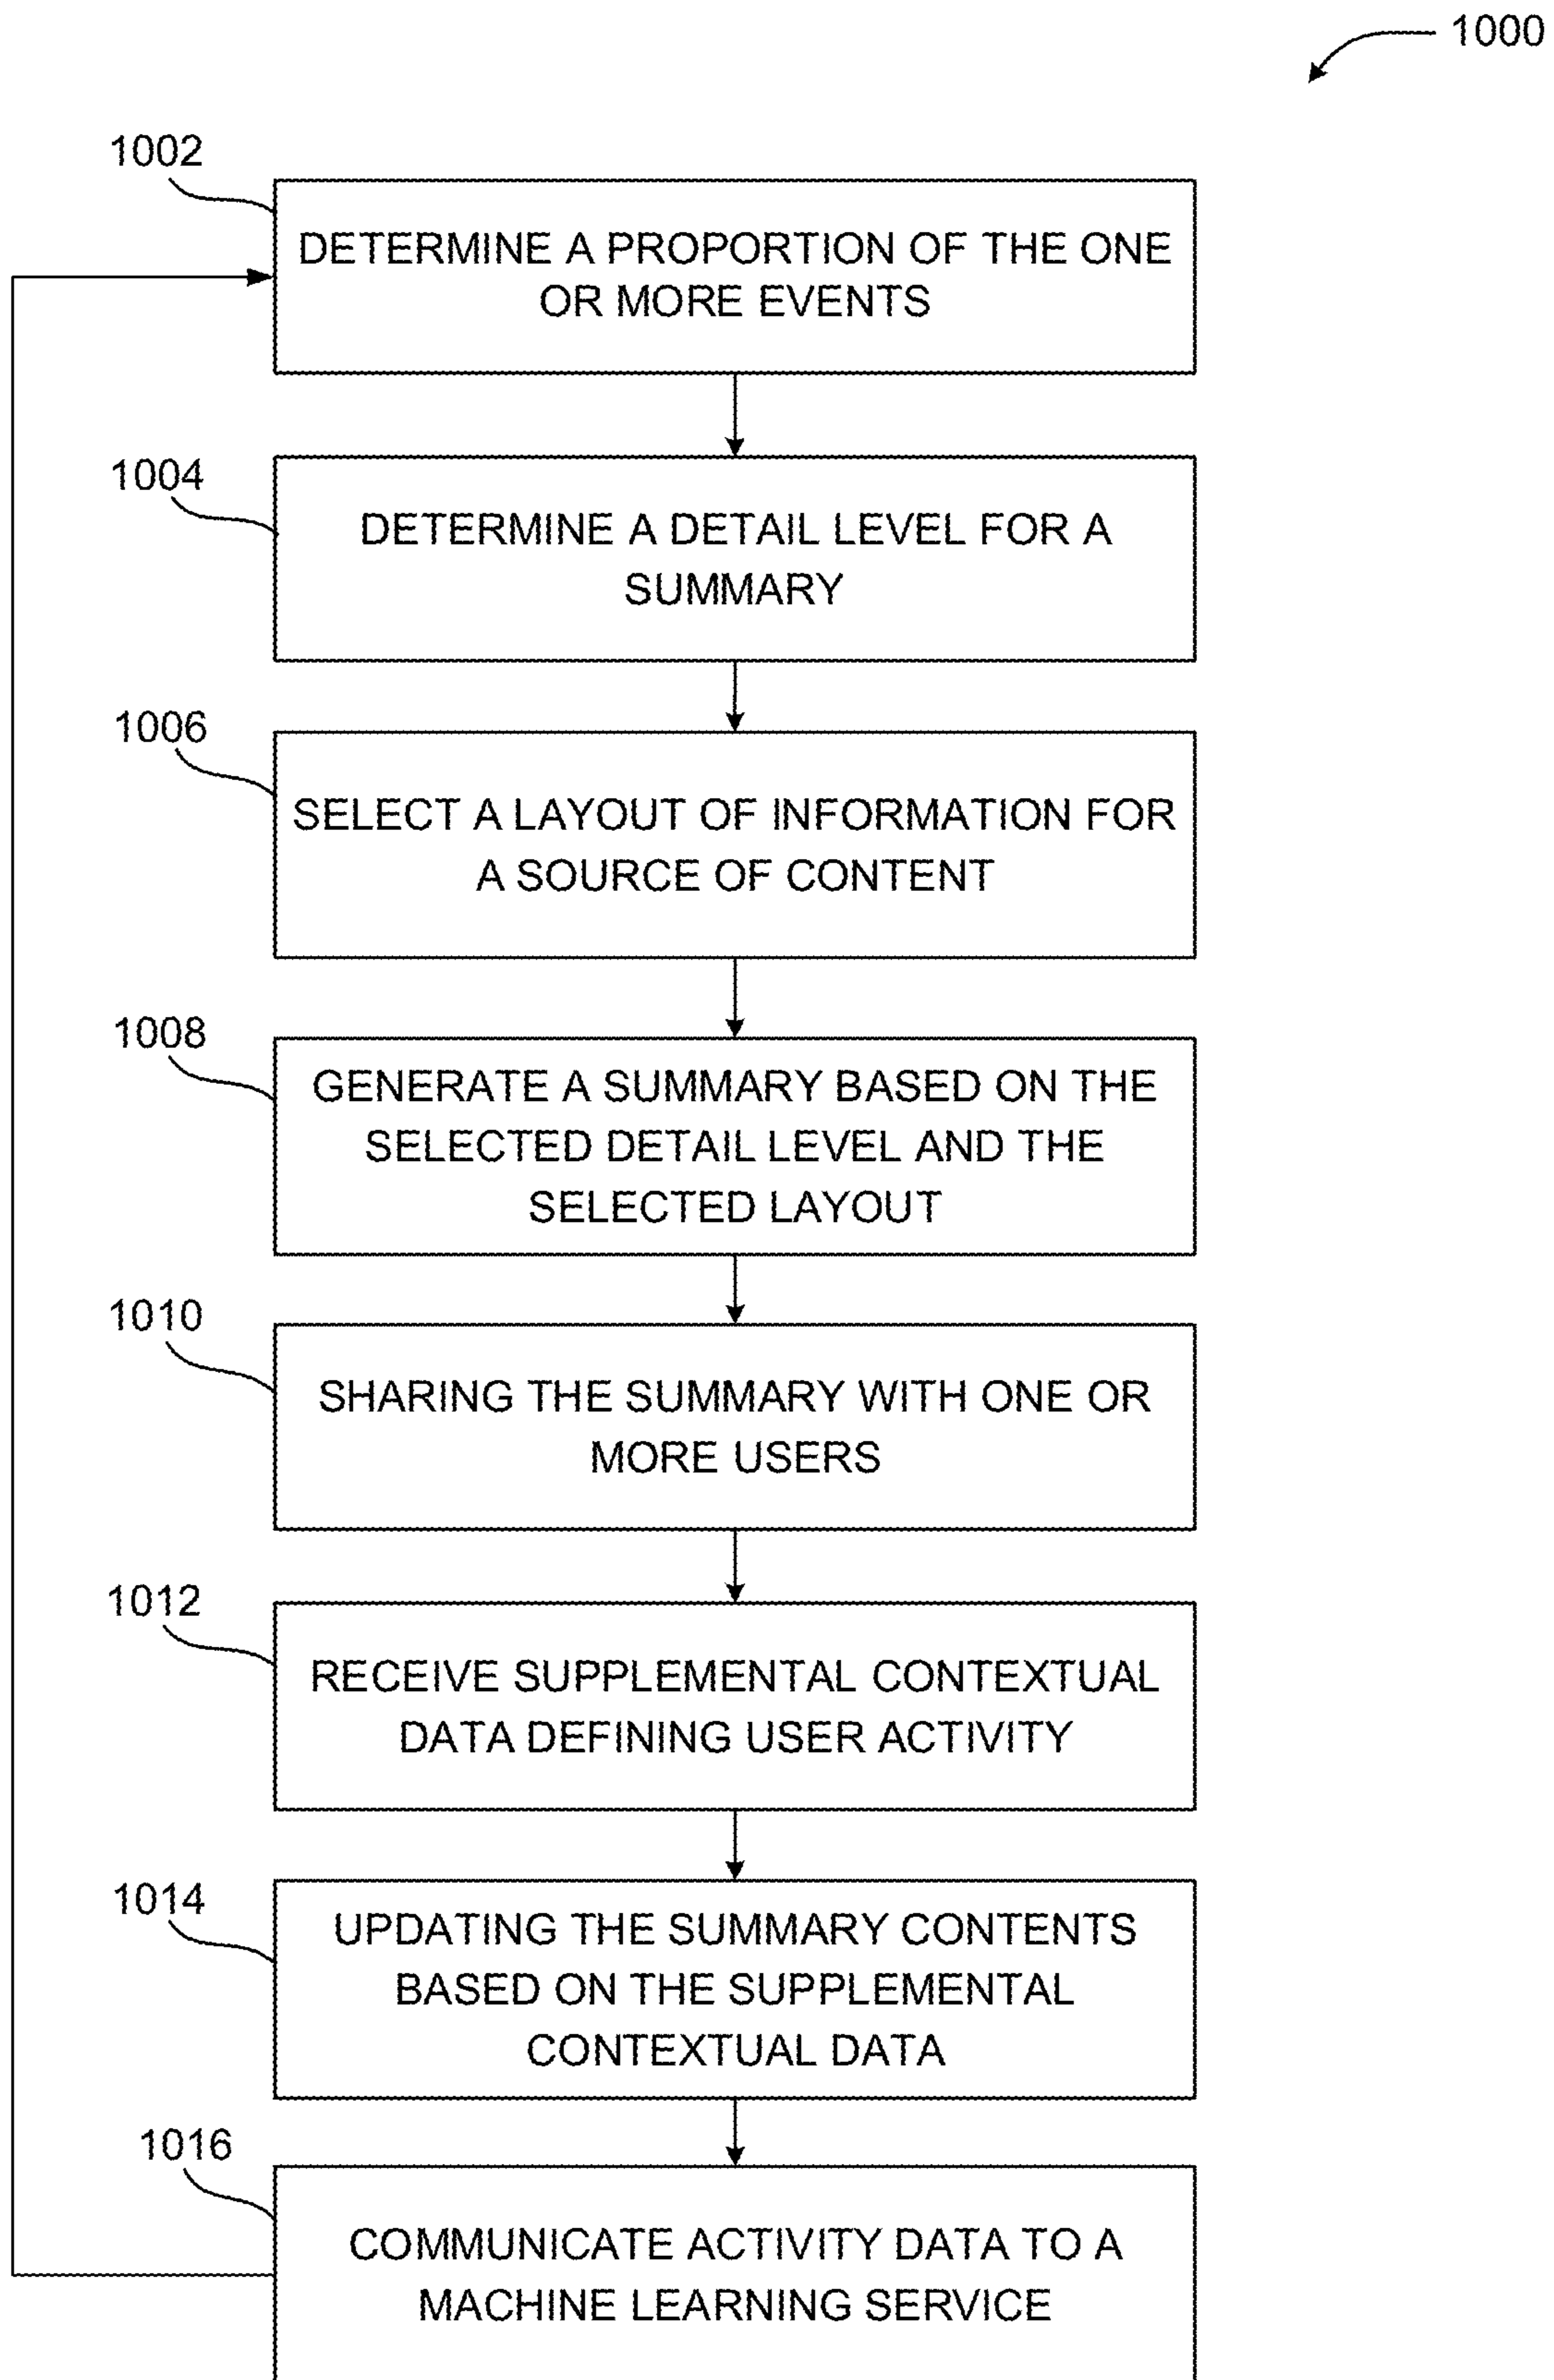 1000
1002
DETERMINE A PROPORTION OF THE ONE
OR MORE EVENTS
1004
DETERMINE A DETAIL LEVEL FOR A
SUMMARY
1006
SELECT A LAYOUT OF INFORMATION FOR
A SOURCE OF CONTENT
1008
GENERATE A SUMMARY BASED ON THE
SELECTED DETAIL LEVEL AND THE
SELECTED LAYOUT
1010
SHARING THE SUMMARY WITH ONE OR
MORE USERS
1012
RECEIVE SUPPLEMENTAL CONTEXTUAL
DATA DEFINING USER ACTIVITY
1014
UPDATING THE SUMMARY CONTENTS
BASED ON THE SUPPLEMENTAL
CONTEXTUAL DATA
1016
COMMUNICATE ACTIVITY DATA TO A
MACHINE LEARNING SERVICE